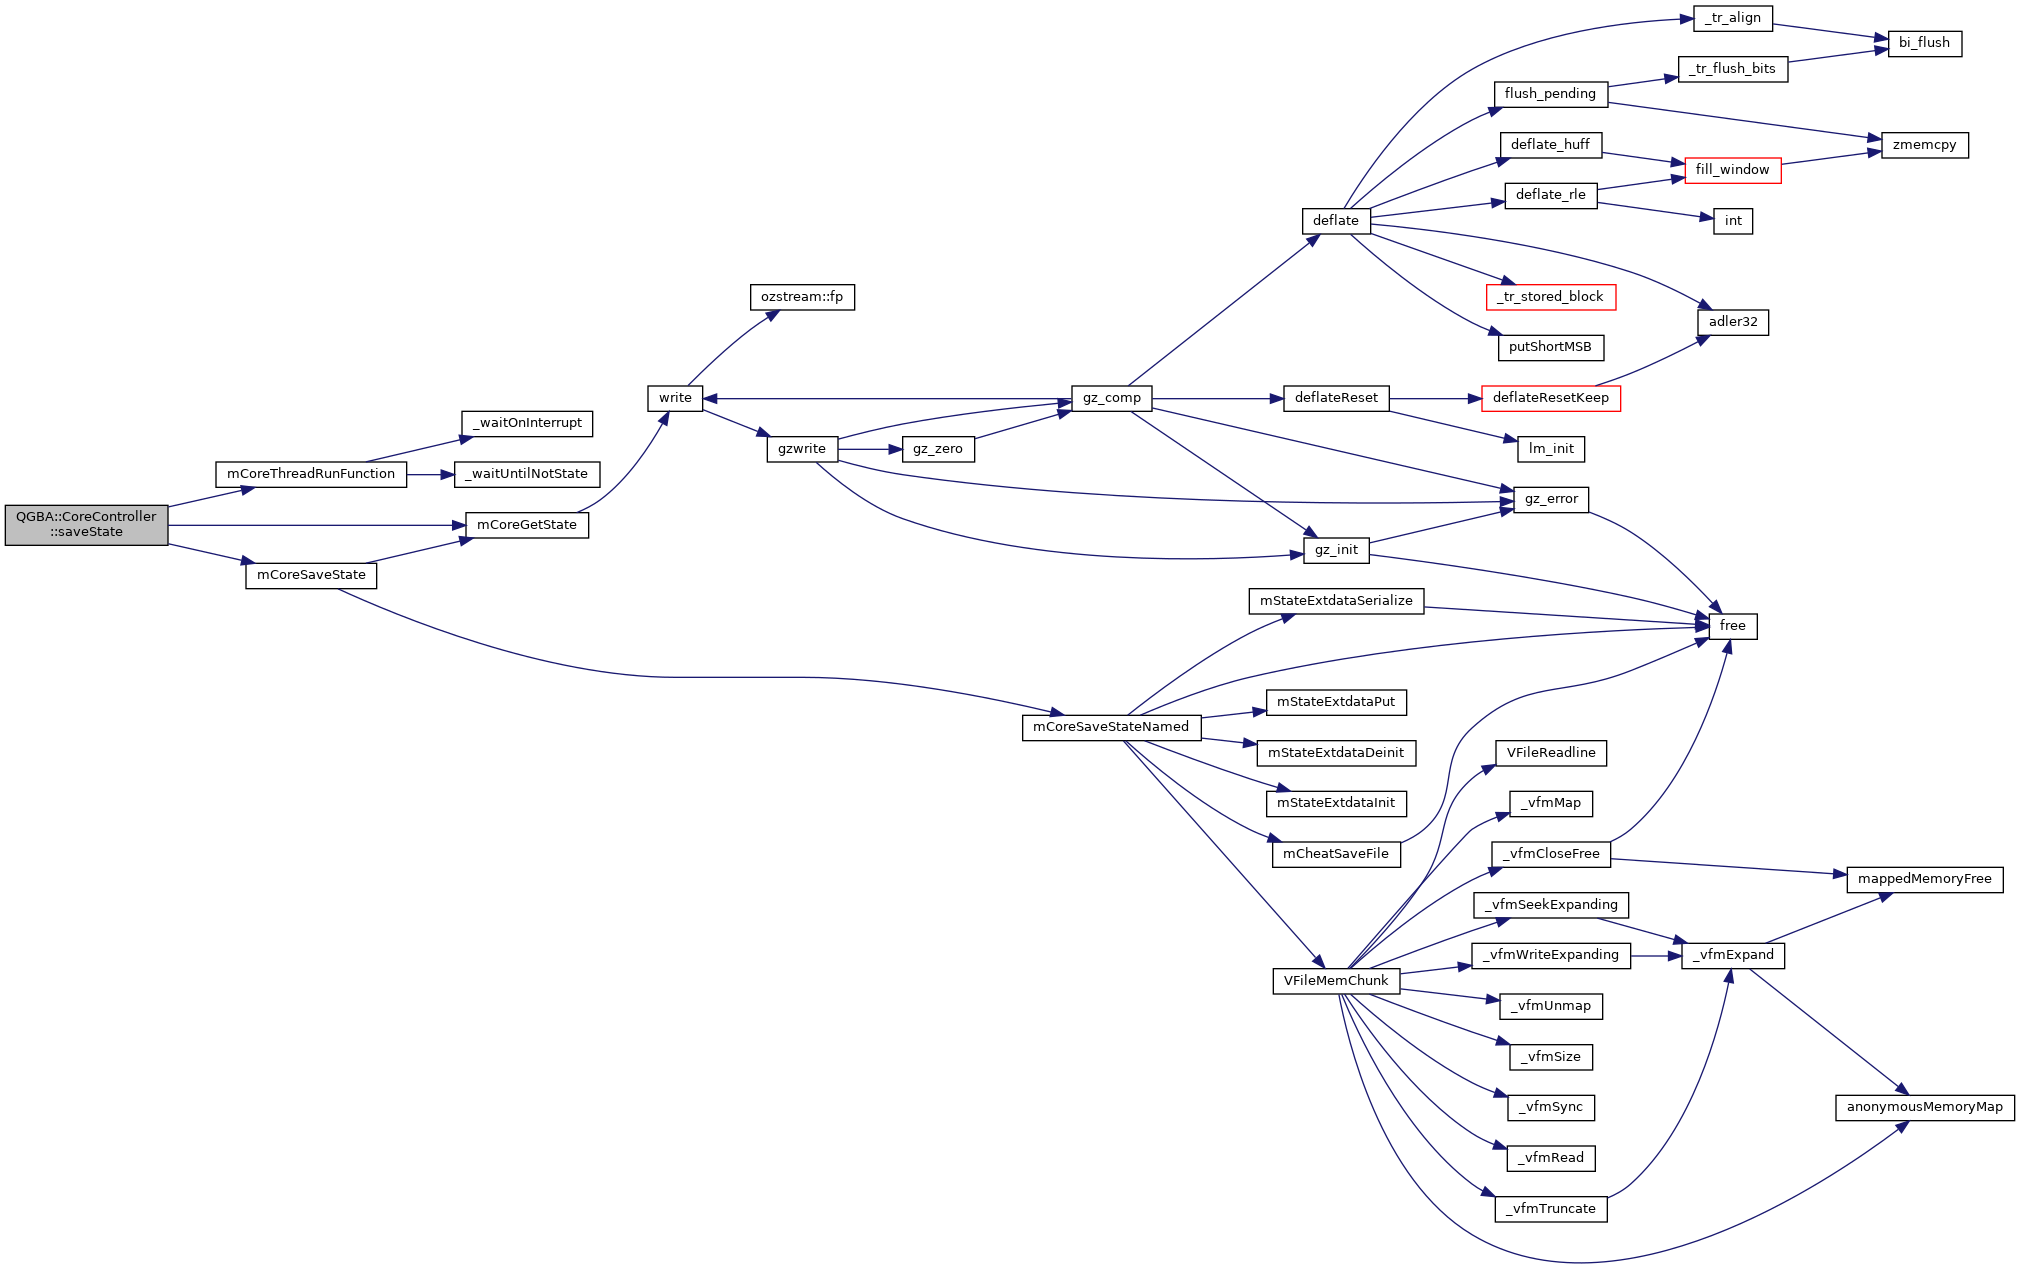 QGBA::CoreController
::saveState
mCoreThreadRunFunction
_waitOnInterrupt
_waitUntilNotState
mCoreGetState
mCoreSaveState
write
ozstream::fp
gzwrite
gz_zero
gz_comp
deflate
_tr_align
bi_flush
_tr_flush_bits
flush_pending
deflate_huff
zmemcpy
fill_window
deflate_rle
int
_tr_stored_block
adler32
putShortMSB
deflateReset
deflateResetKeep
lm_init
gz_error
gz_init
mStateExtdataSerialize
free
mStateExtdataPut
mCoreSaveStateNamed
mStateExtdataDeinit
mStateExtdataInit
mCheatSaveFile
VFileReadline
_vfmMap
_vfmCloseFree
mappedMemoryFree
_vfmSeekExpanding
_vfmWriteExpanding
_vfmExpand
VFileMemChunk
_vfmUnmap
_vfmSize
_vfmSync
anonymousMemoryMap
_vfmRead
_vfmTruncate